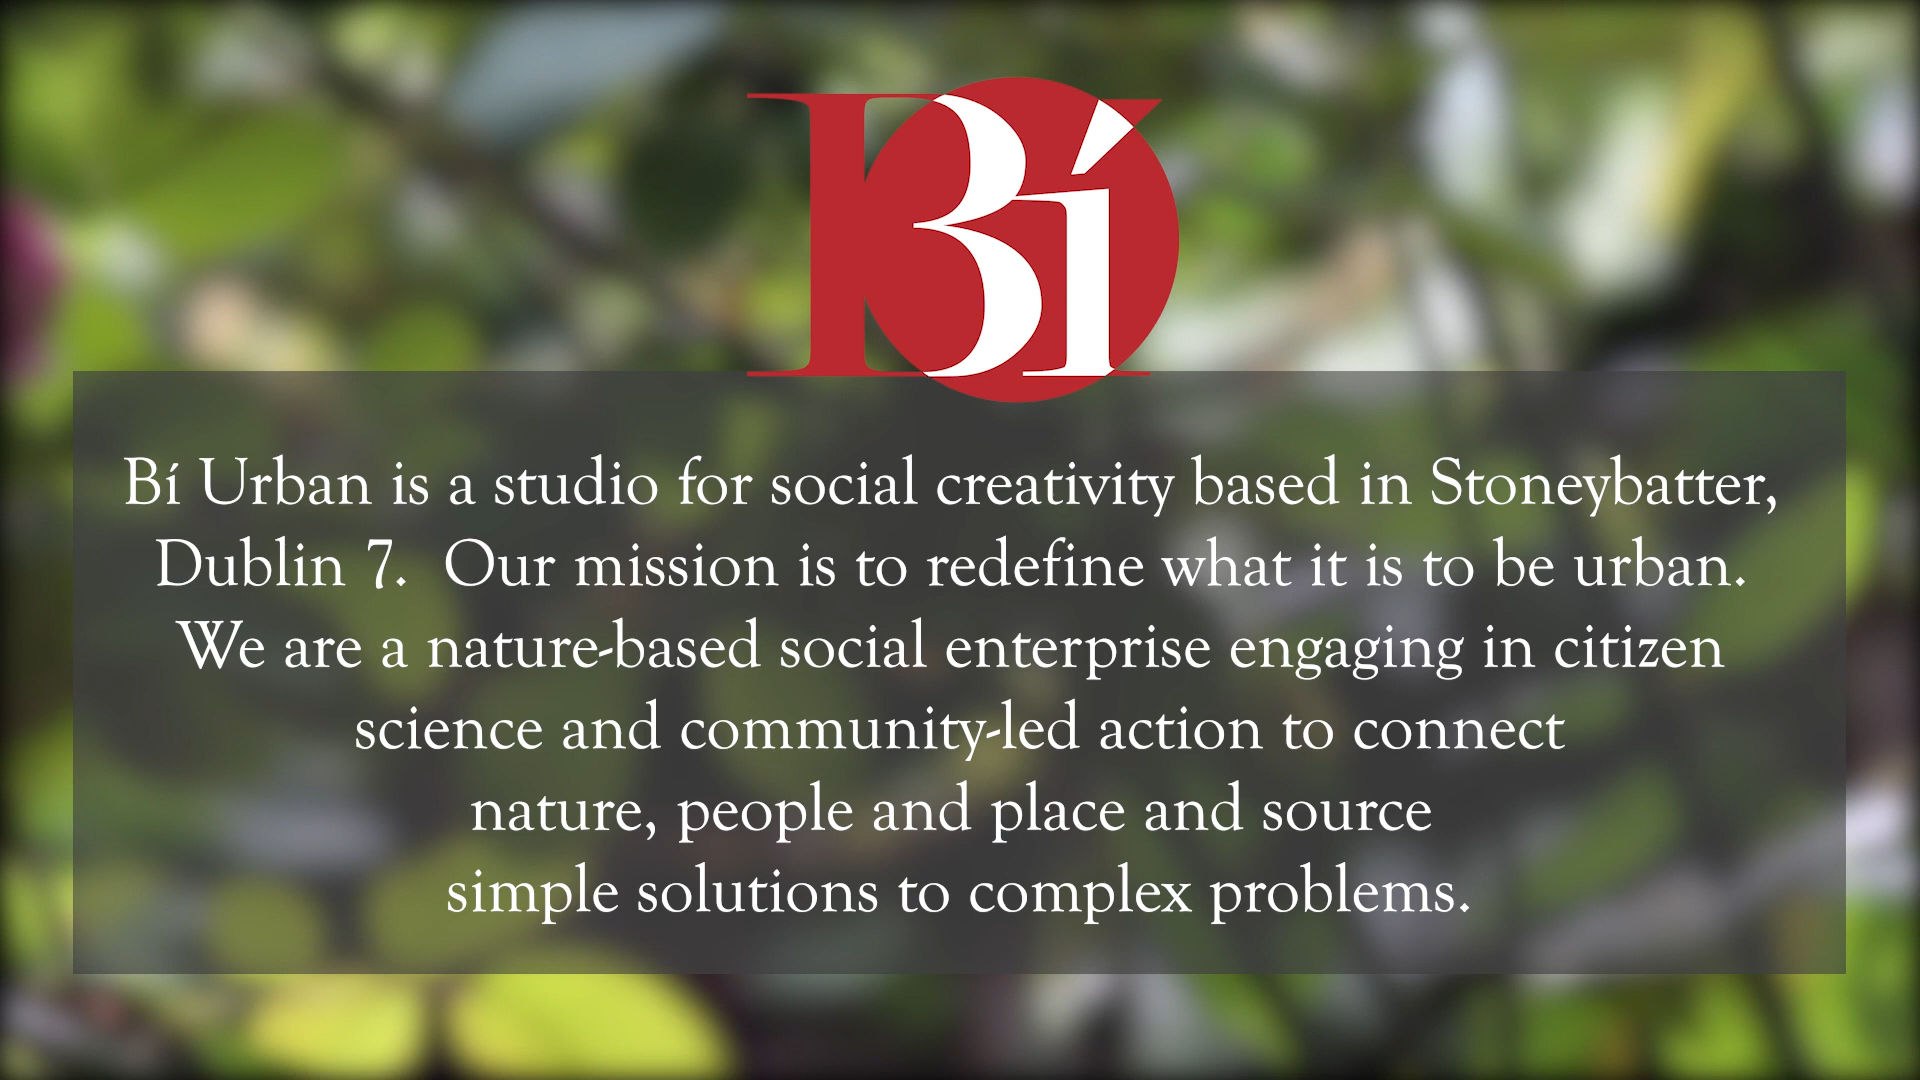 Bí
Bí Urban is a studio for social creativity based in Stoneybatter,
Dublin 7.  Our mission is to redefine what it is to be urban.
We are a nature-based social enterprise engaging in citizen
science and community-led action to connect
nature, people and place and source
simple solutions to complex problems.